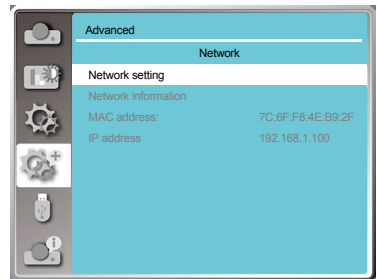 Advanced
Network
Network setting
Network information
MAC address: 7C:6F:F8:4E:B9:2F
IP address 192.168.1.100